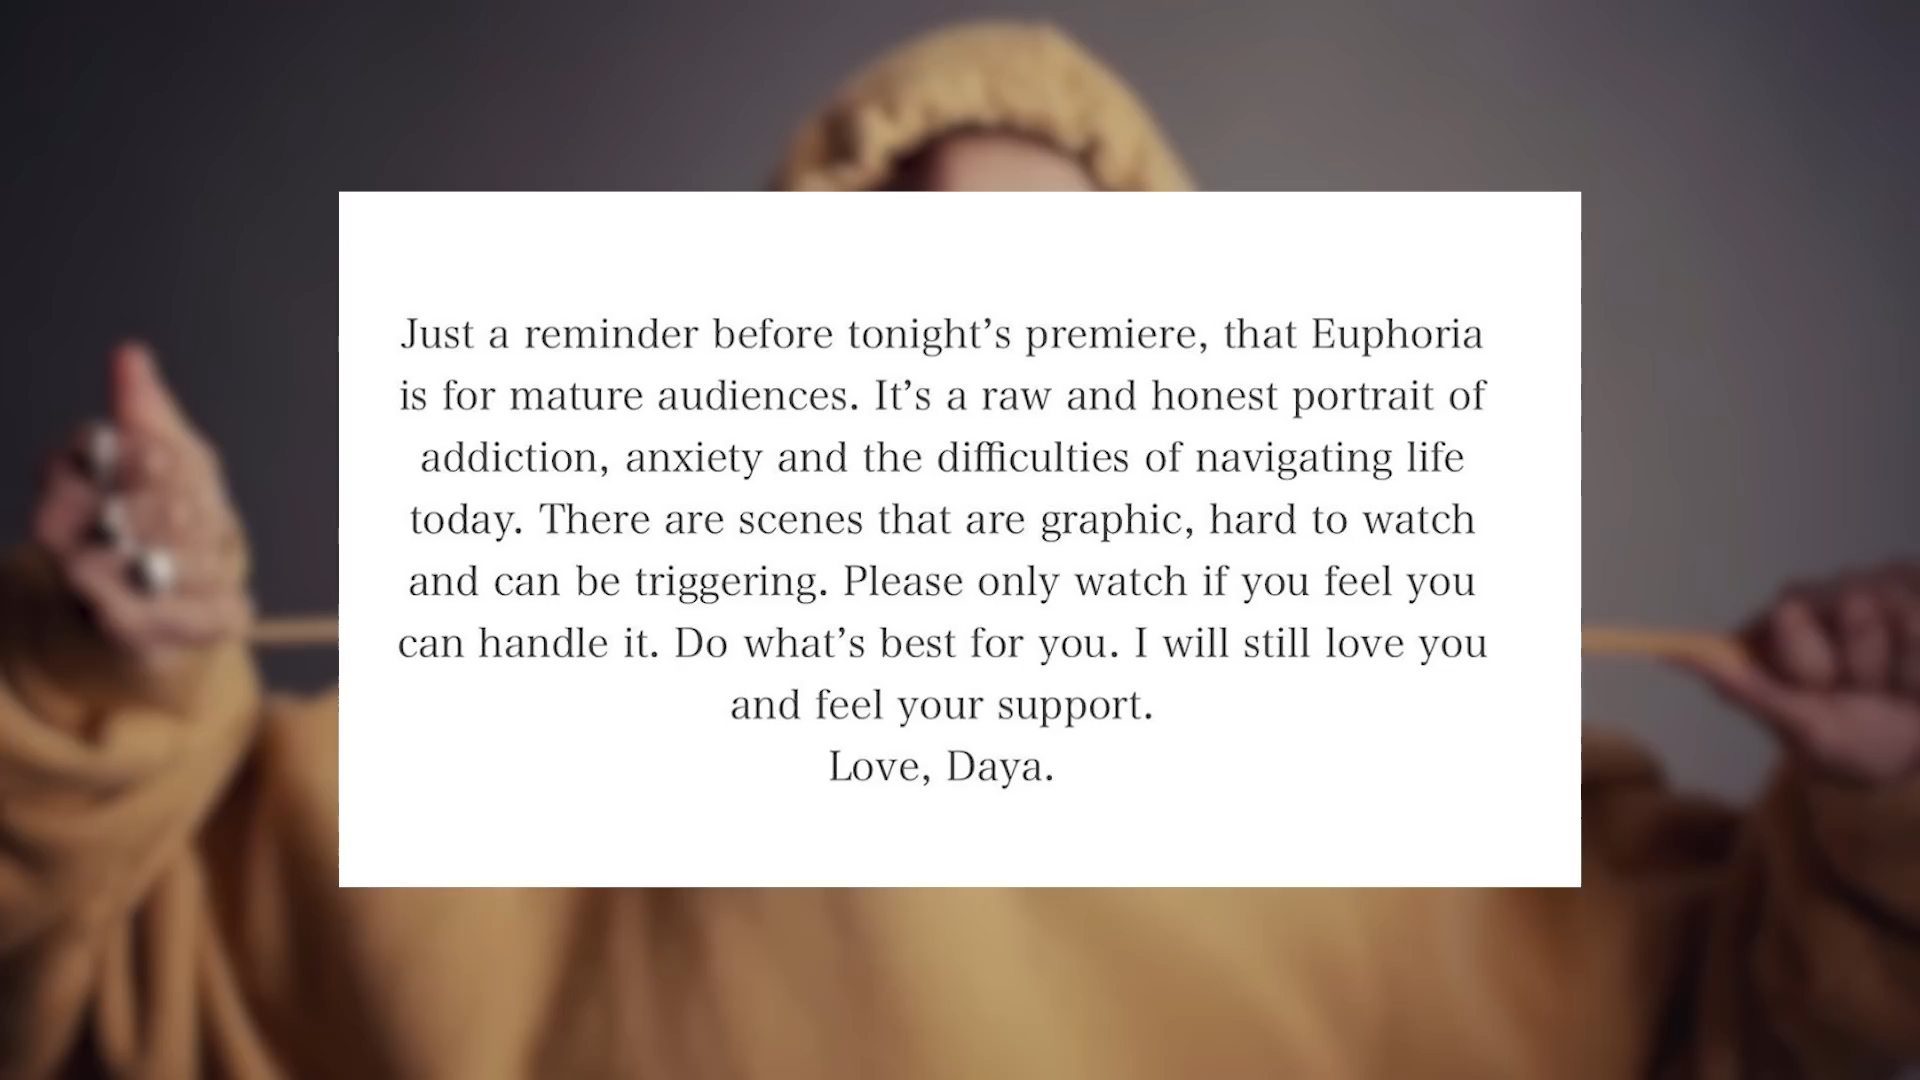 Just a reminder before tonight’s premiere, that Euphoria
is for mature audiences. It’s a raw and honest portrait of
addiction, anxiety and the difficulties of navigating life
today. There are scenes that are graphic, hard to watch
and can be triggering. Please only watch if you feel you
can handle it. Do what’s best for you. I will still love you
and feel your support.
Love, Daya.